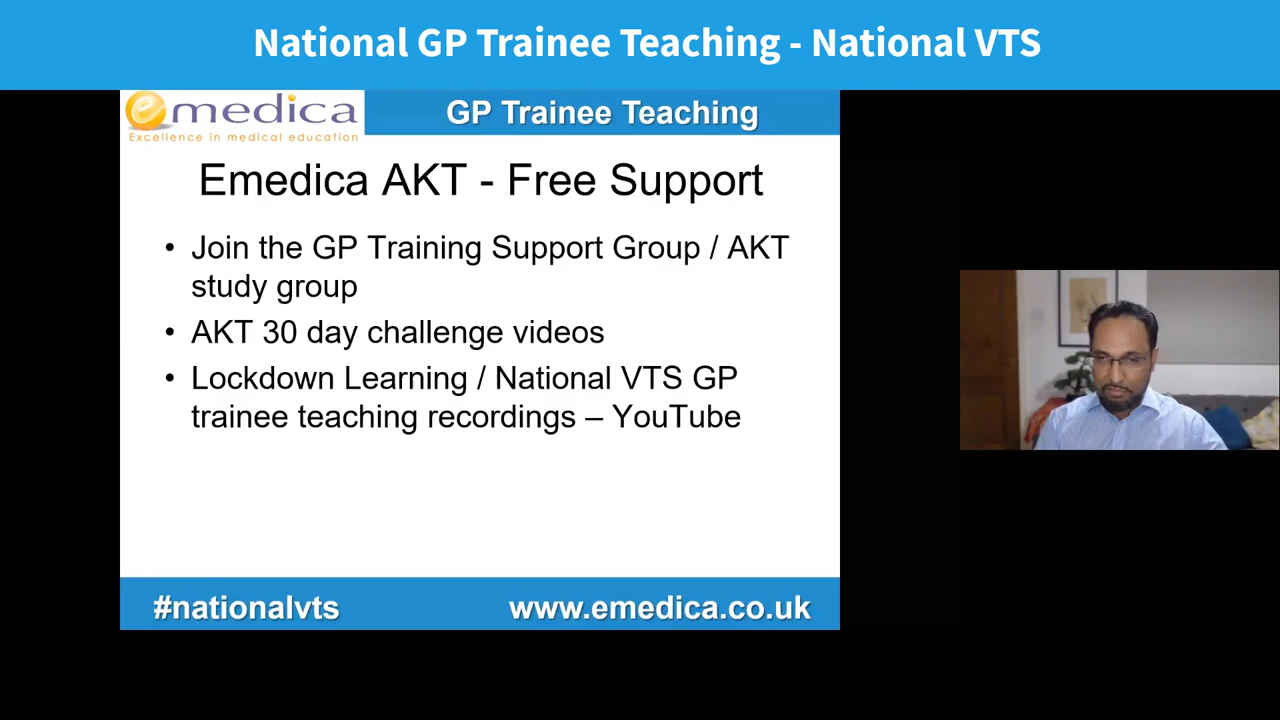 National GP Trainee Teaching - National VTS
emedica
Excellence in medical education
GP Trainee Teaching
Emedica AKT - Free Support
• Join the GP Training Support Group / AKT
study group
• AKT 30 day challenge videos
• Lockdown Learning / National VTS GP
trainee teaching recordings – YouTube
#nationalvts
www.emedica.co.uk